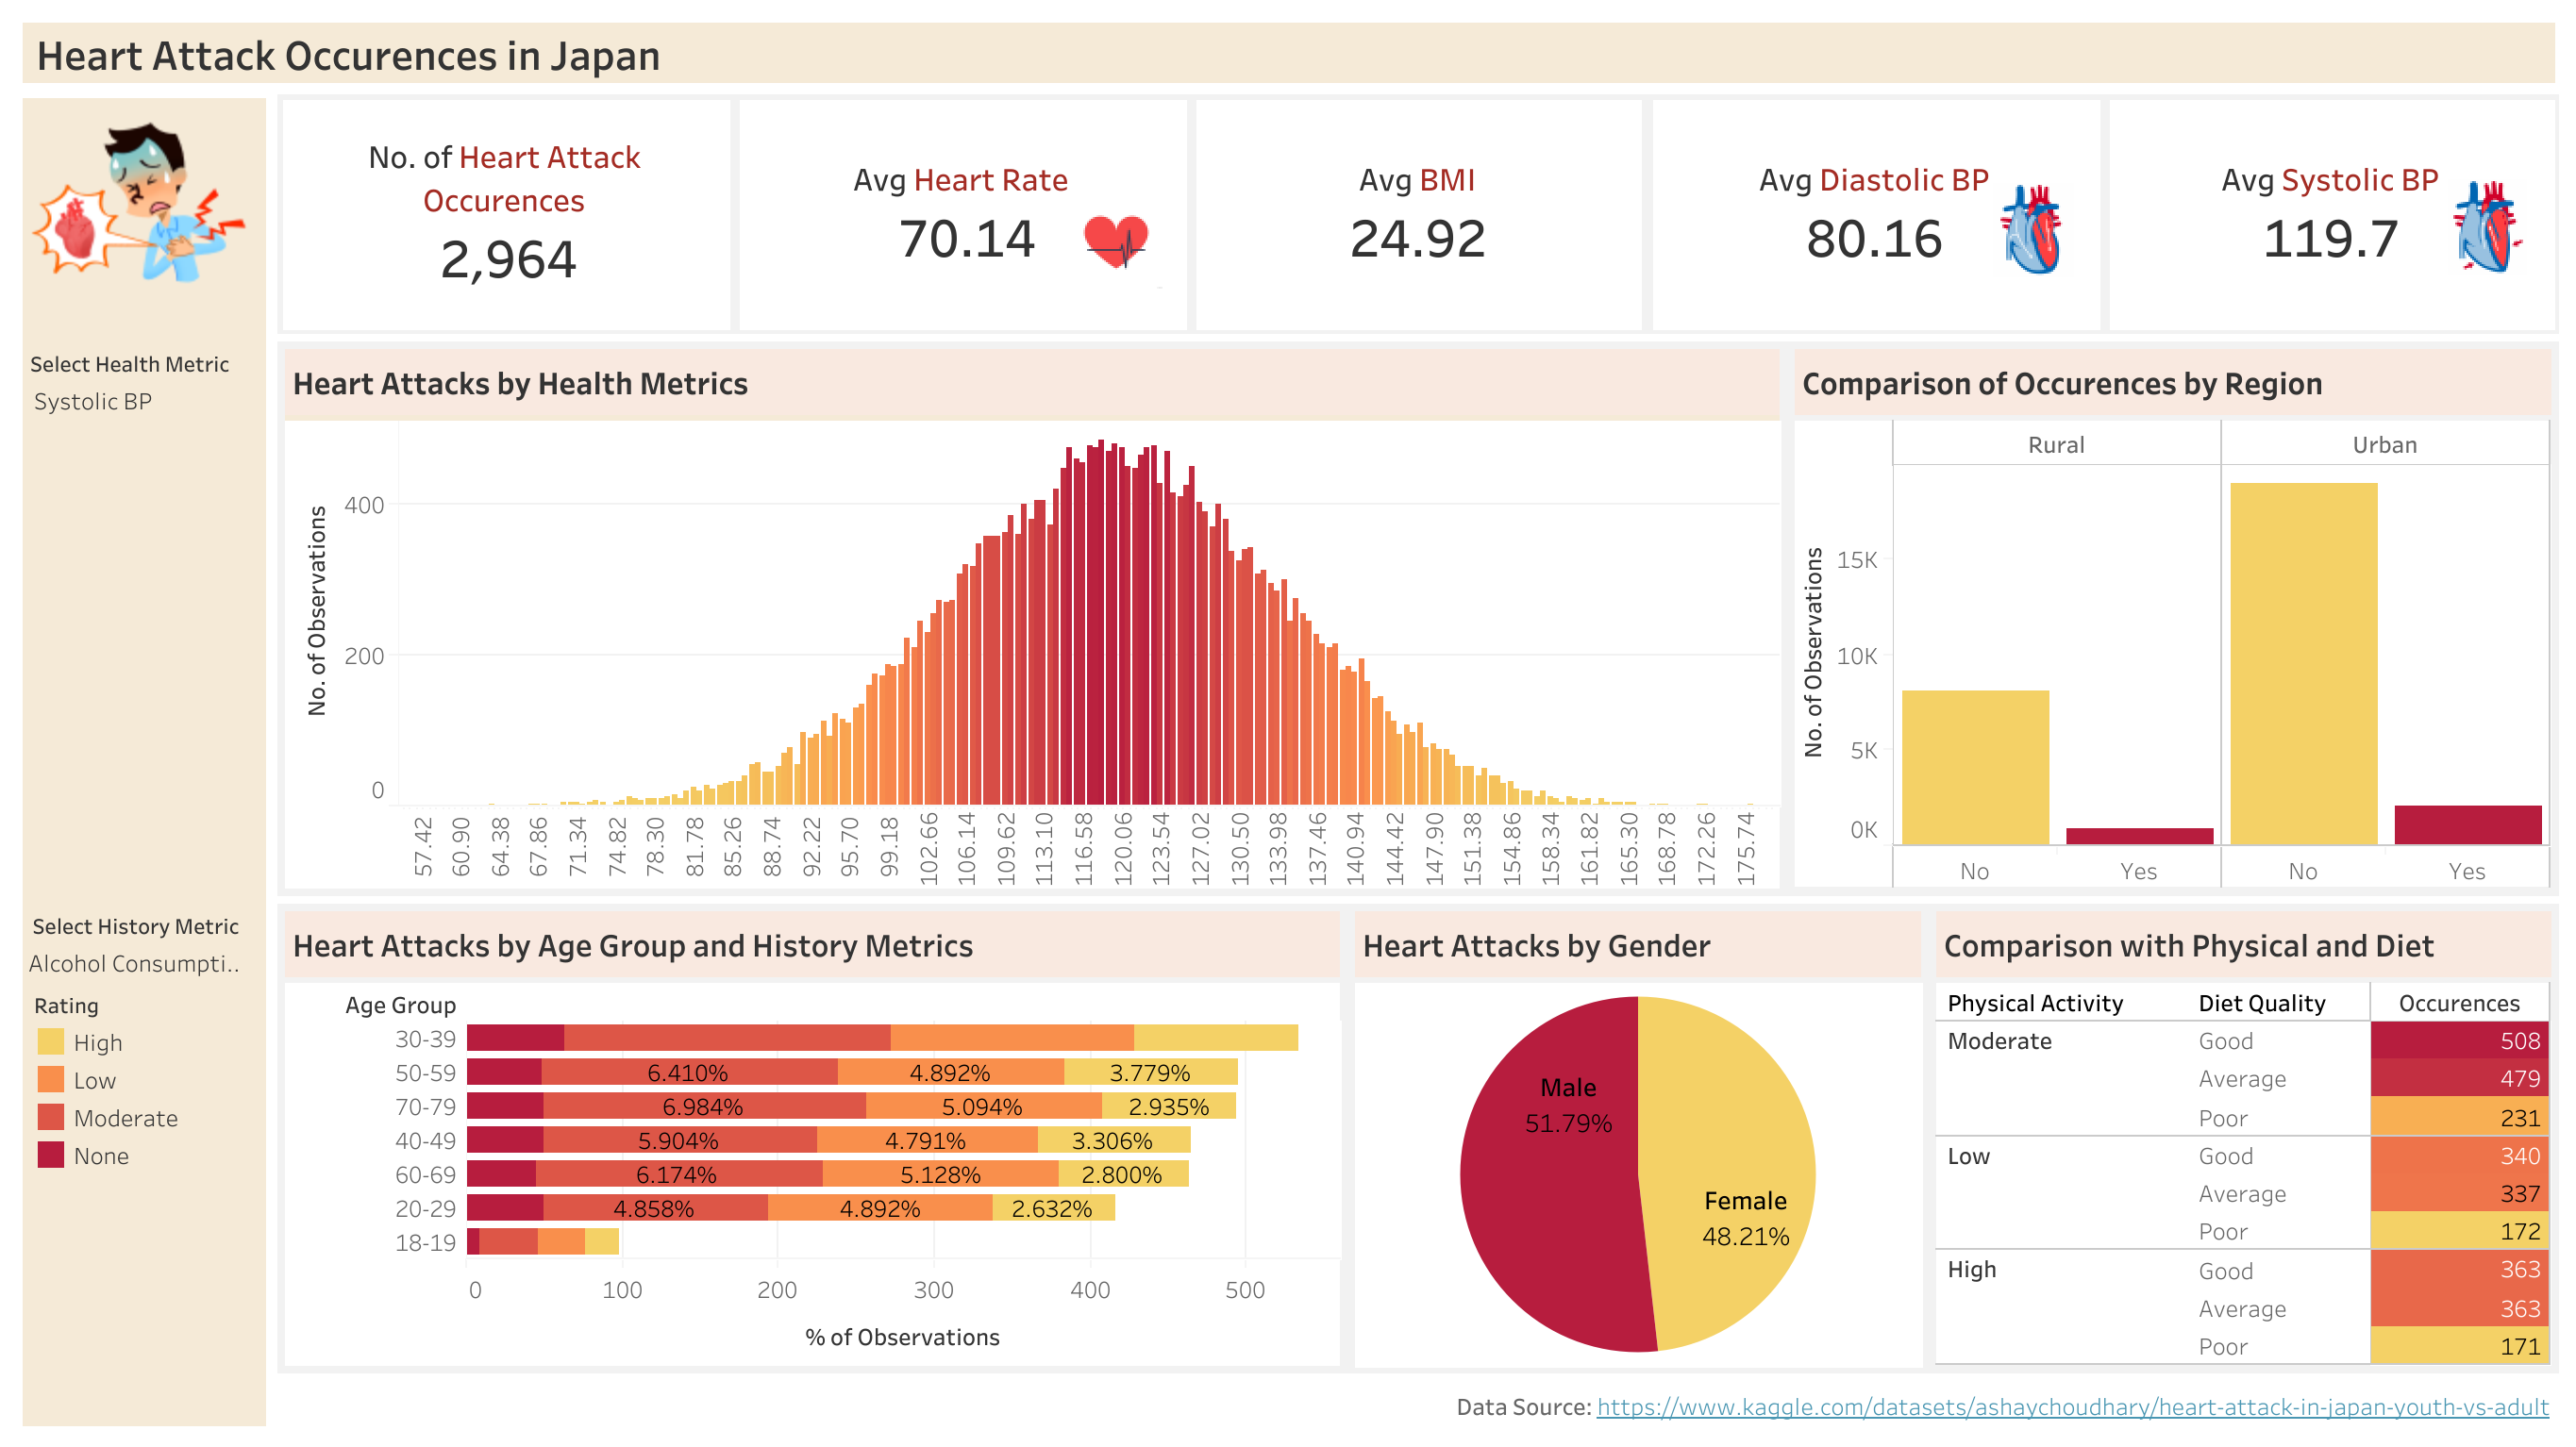 Heart Attack Occurences in Japan
No. of Heart Attack
Occurences
2,964
Avg Heart Rate
70.14
Avg BMI
24.92
Avg Diastolic BP
80.16
Avg Systolic BP
119.7
Select Health Metric
Systolic BP
Heart Attacks by Health Metrics
No. of Observations
400
200
0
57.42
60.90
64.38
67.86
71.34
74.82
78.30
81.78
85.26
88.74
92.22
95.70
99.18
102.66
106.14
109.62
113.10
116.58
120.06
123.54
127.02
130.50
133.98
137.46
140.94
144.42
147.90
151.38
154.86
158.34
161.82
165.30
168.78
172.26
175.74
Comparison of Occurences by Region
Rural Urban
No. of Observations
15K
10K
5K
0K
No Yes No Yes
Select History Metric
Alcohol Consumpti..
Rating
High
Low
Moderate
None
Heart Attacks by Age Group and History Metrics
Age Group
30-39
50-59 6.410% 4.892% 3.779%
70-79 6.984% 5.094% 2.935%
40-49 5.904% 4.791% 3.306%
60-69 6.174% 5.128% 2.800%
20-29 4.858% 4.892% 2.632%
18-19
0 100 200 300 400 500
% of Observations
Heart Attacks by Gender
Male
51.79%
Female
48.21%
Comparison with Physical and Diet
Physical Activity Diet Quality Occurences
Moderate Good 508
Average 479
Poor 231
Low Good 340
Average 337
Poor 172
High Good 363
Average 363
Poor 171
Data Source: https://www.kaggle.com/datasets/ashaychoudhary/heart-attack-in-japan-youth-vs-adult